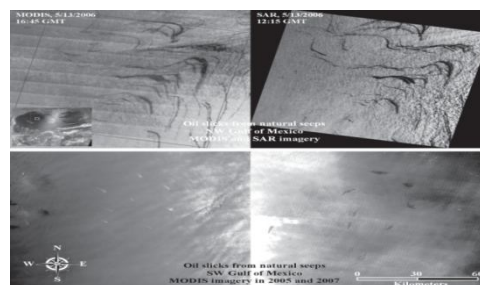 MODIS, 5/13/2006
16:45 GMT
SAR, 5/13/2006
12:15 GMT
Oil slicks from natural seeps
NW Gulf of Mexico
MODIS and SAR imagery
N
W E
S
Oil slicks from natural seeps
SW Gulf of Mexico
MODIS imagery in 2005 and 2007
0 30 60
Kilometers